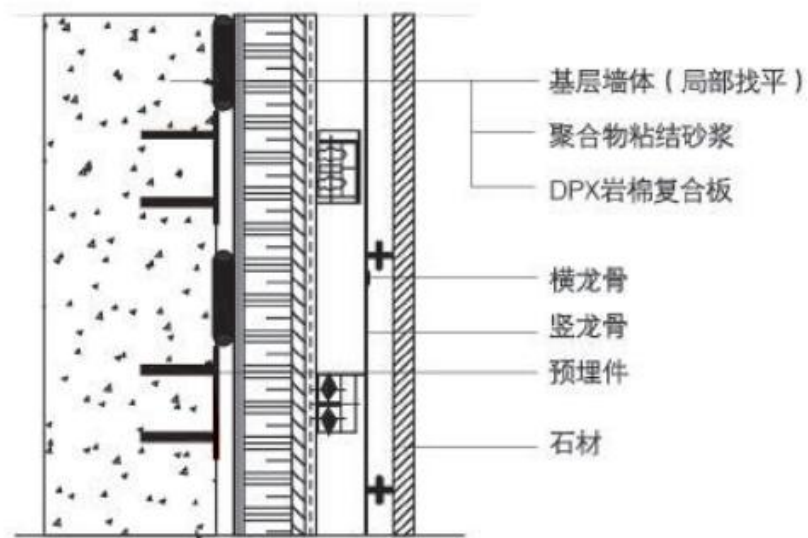 基层墙体（局部找平）
聚合物粘结砂浆
DPX岩棉复合板
横龙骨
竖龙骨
预埋件
石材